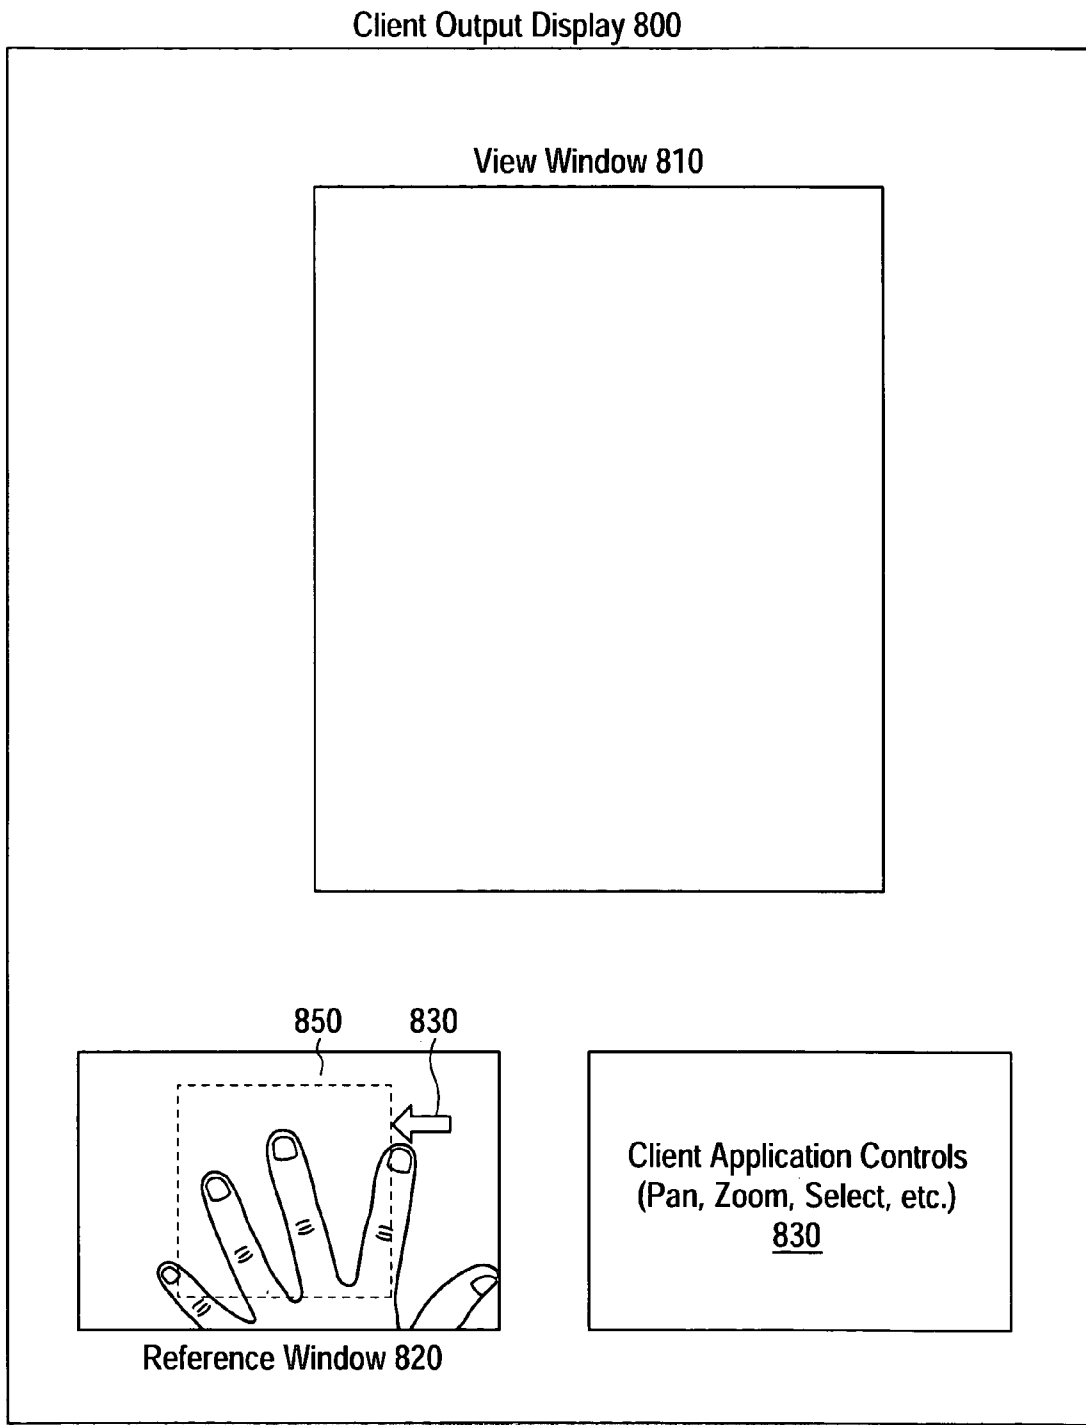 Client Output Display 800
View Window 810
850 830
Client Application Controls
(Pan, Zoom, Select, etc.)
830
Reference Window 820